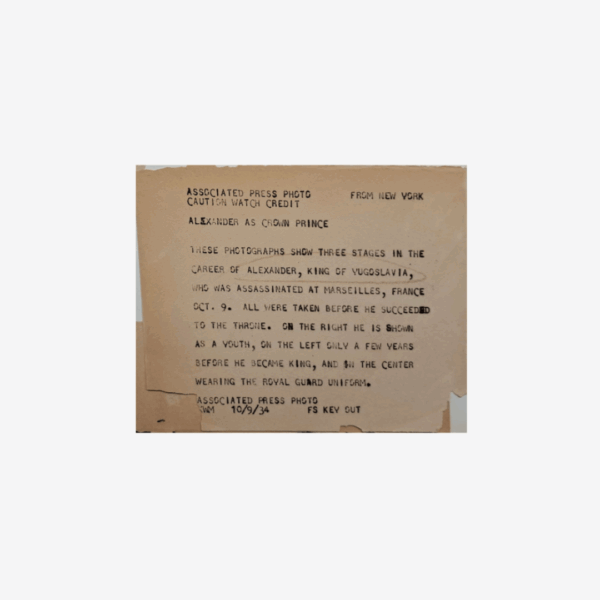 ASSOCIATED PRESS PHOTO FROM NEW YORK
CAUTION WATCH CREDIT
ALEXANDER AS CROWN PRINCE
THESE PHOTOGRAPHS SHOW THREE STAGES IN THE
CAREER OF ALEXANDER, KING OF YUGOSLAVIA,
WHO WAS ASSASSINATED AT MARSEILLES, FRANCE
OCT. 9. ALL WERE TAKEN BEFORE HE SUCCEEDED
TO THE THRONE. ON THE RIGHT HE IS SHOWN
AS A YOUTH, ON THE LEFT ONLY A FEW YEARS
BEFORE HE BECAME KING, AND IN THE CENTER
WEARING THE ROYAL GUARD UNIFORM.
ASSOCIATED PRESS PHOTO
10/9/34 FS KEY OUT